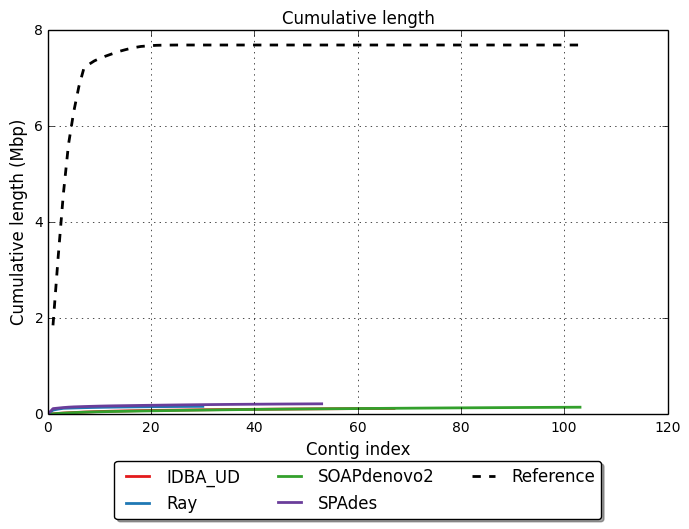 Cumulative length
Cumulative length (Mbp)
8
6
4
2
0
0 20 40 60 80 100 120
Contig index
IDBA_UD SOAPdenovo2 Reference
Ray SPAdes